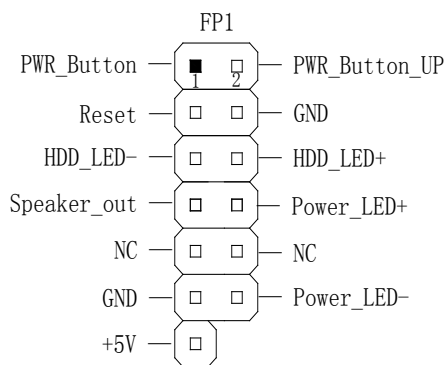 FP1
PWR_Button 1 2 PWR_Button_UP
Reset GND
HDD_LED- HDD_LED+
Speaker_out Power_LED+
NC NC
GND Power_LED-
+5V